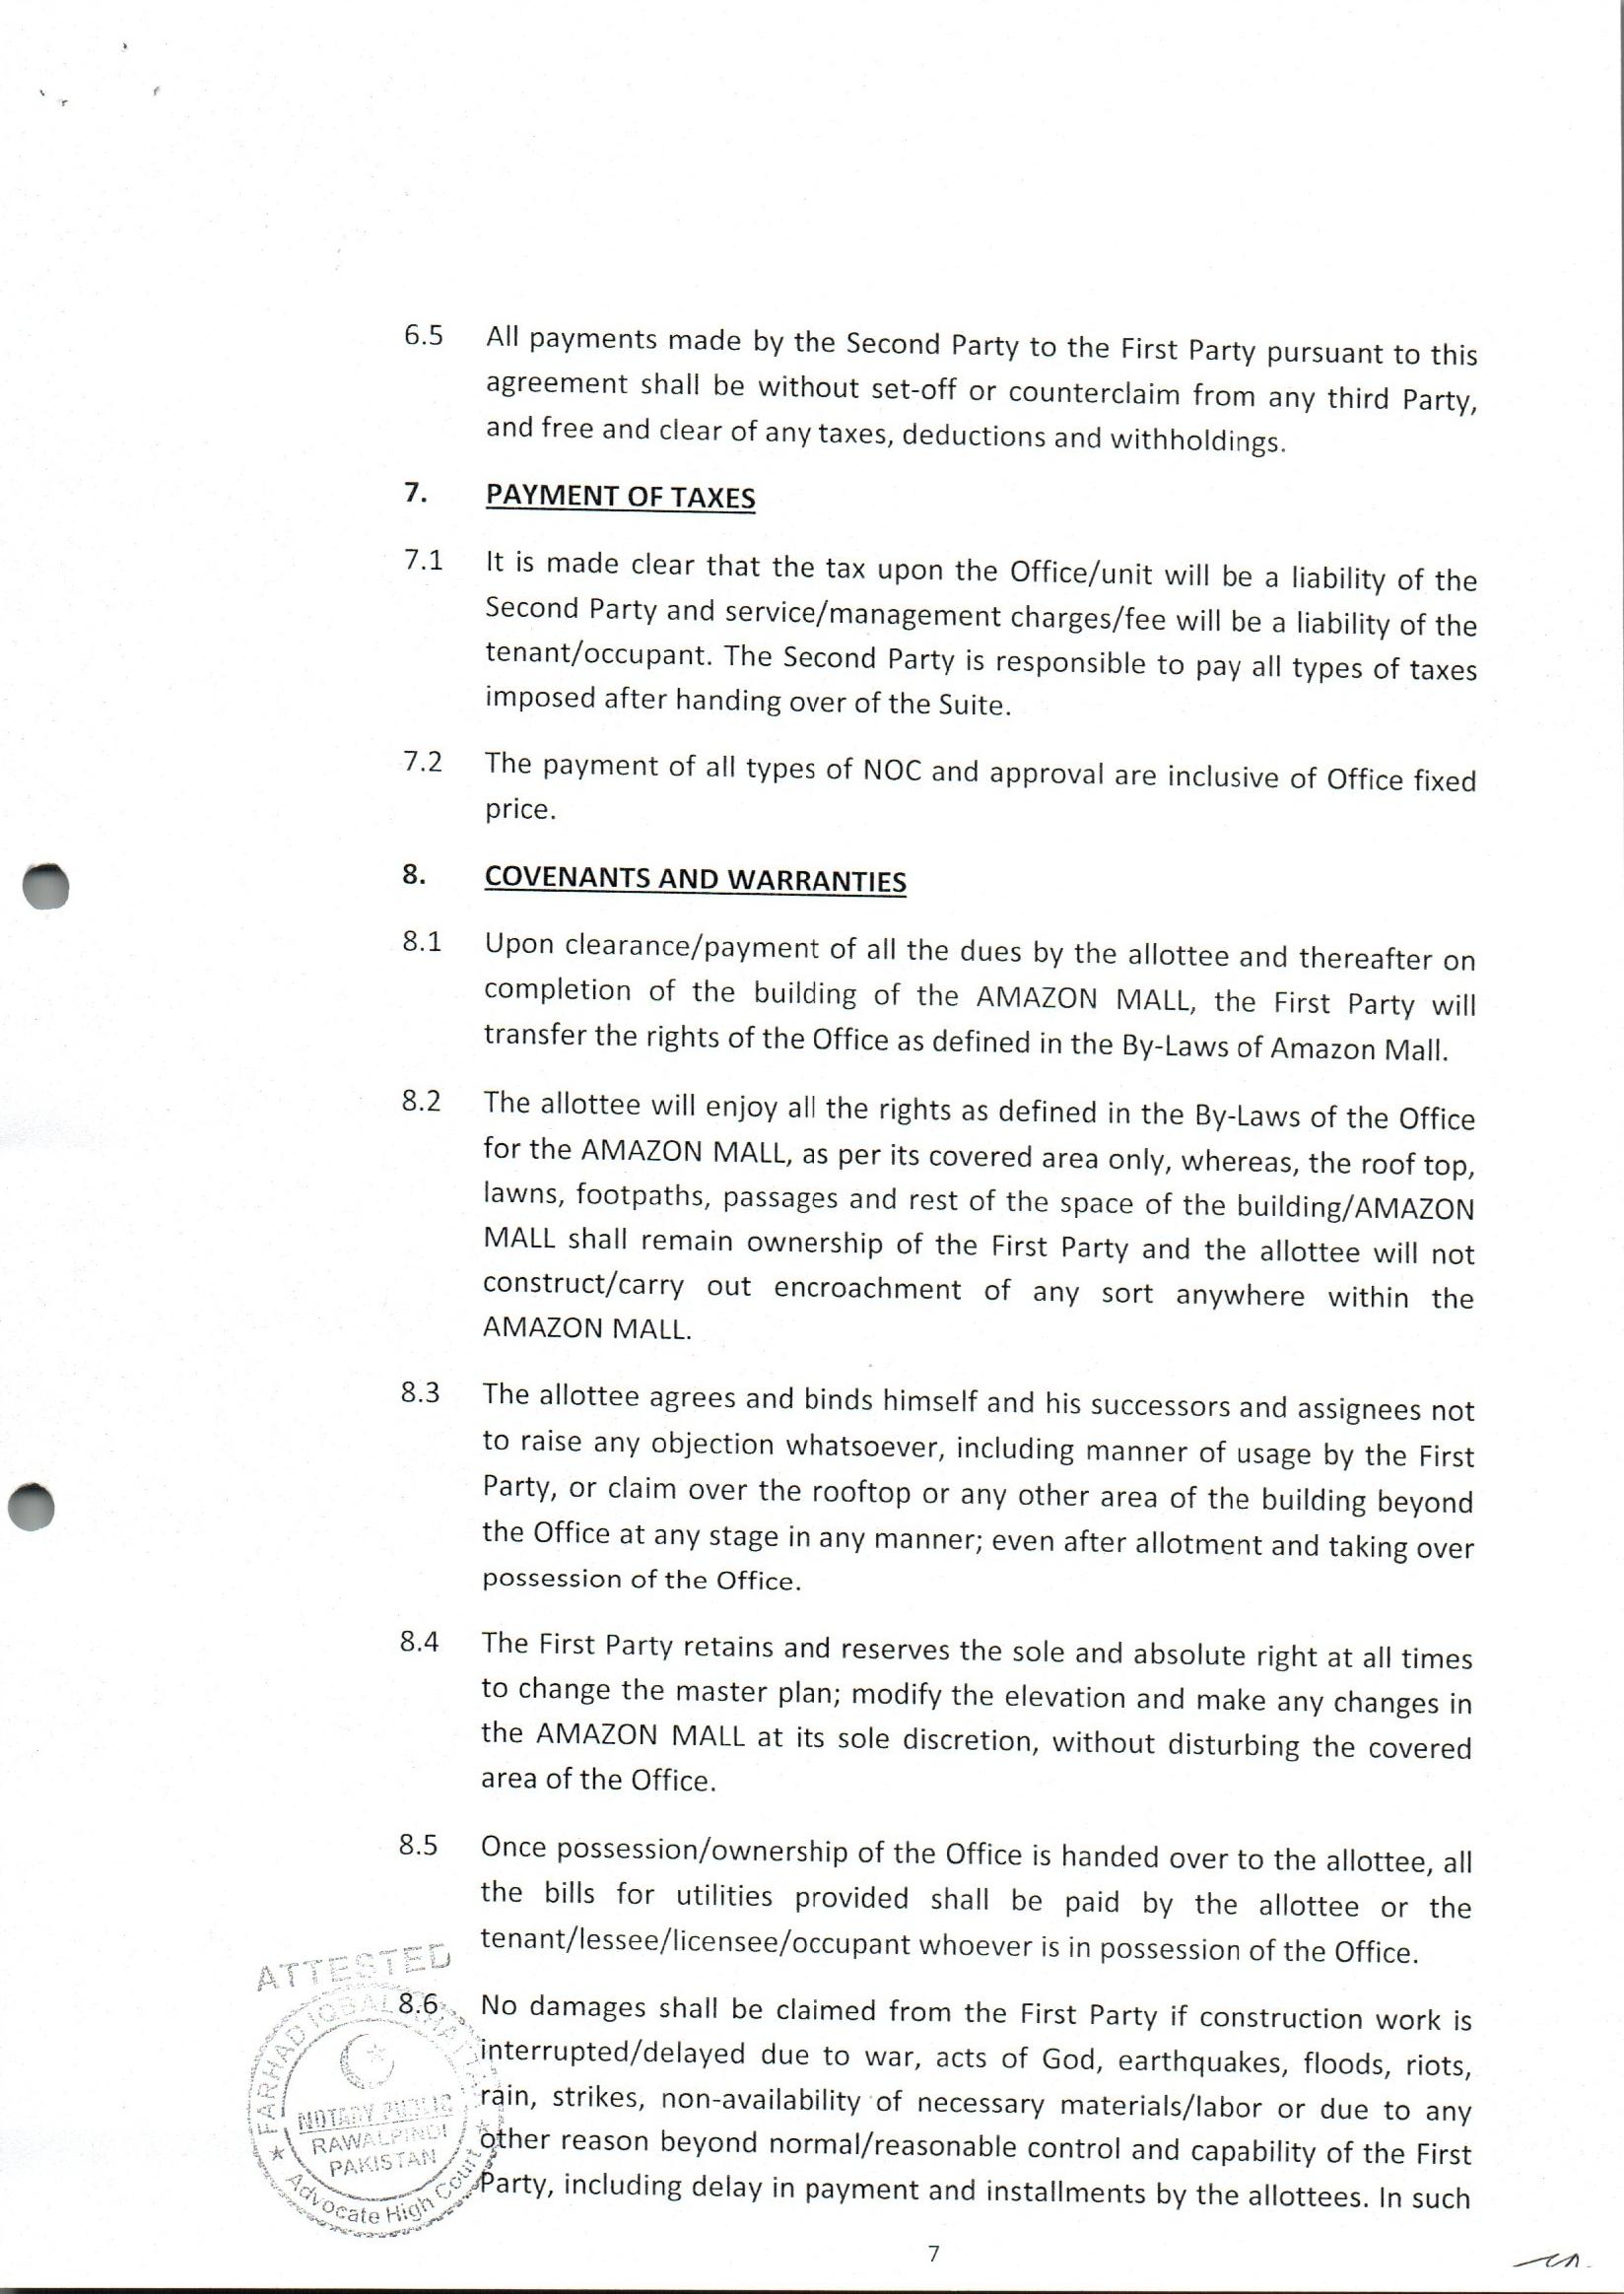 6.5 All payments made by the Second Party to the First Party pursuant to this
agreement shall be without set-off or counterclaim from any third Party,
and free and clear of any taxes, deductions and withholdings.
7. PAYMENT OF TAXES
7.1 It is made clear that the tax upon the Office/unit will be a liability of the
Second Party and service/management charges/fee will be a liability of the
tenant/occupant. The Second Party is responsible to pay all types of taxes
imposed after handing over of the Suite.
7.2 The payment of all types of NOC and approval are inclusive of Office fixed
price.
8. COVENANTS AND WARRANTIES
8.1 Upon clearance/payment of all the dues by the allottee and thereafter on
completion of the building of the AMAZON MALL, the First Party will
transfer the rights of the Office as defined in the By-Laws of Amazon Mall.
8.2 The allottee will enjoy all the rights as defined in the By-Laws of the Office
for the AMAZON MALL, as per its covered area only, whereas, the roof top,
lawns, footpaths, passages and rest of the space of the building/AMAZON
MALL shall remain ownership of the First Party and the allottee will not
construct/carry out encroachment of any sort anywhere within the
AMAZON MALL.
8.3 The allottee agrees and binds himself and his successors and assignees not
to raise any objection whatsoever, including manner of usage by the First
Party, or claim over the rooftop or any other area of the building beyond
the Office at any stage in any manner; even after allotment and taking over
possession of the Office.
8.4 The First Party retains and reserves the sole and absolute right at all times
to change the master plan; modify the elevation and make any changes in
the AMAZON MALL at its sole discretion, without disturbing the covered
area of the Office.
8.5 Once possession/ownership of the Office is handed over to the allottee, all
the bills for utilities provided shall be paid by the allottee or the
tenant/lessee/licensee/occupant whoever is in possession of the Office.
8.6 No damages shall be claimed from the First Party if construction work is
interrupted/delayed due to war, acts of God, earthquakes, floods, riots,
rain, strikes, non-availability of necessary materials/labor or due to any
other reason beyond normal/reasonable control and capability of the First
Party, including delay in payment and installments by the allottees. In such
ATTESTED
FARHAD IQBAL
NOTARY PUBLIC
RAWALPINDI
PAKISTAN
Advocate High Court
7